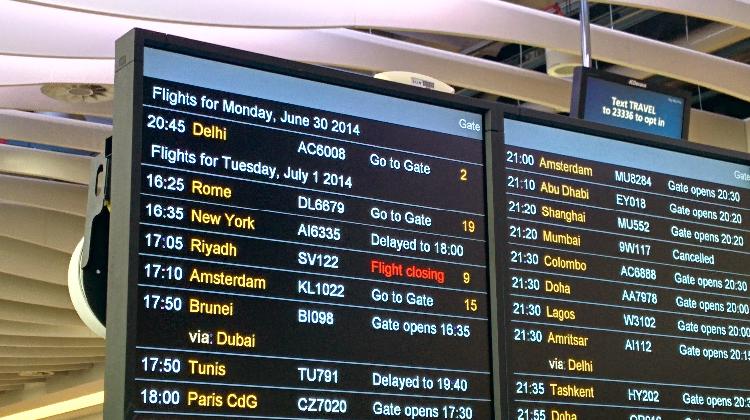 Flights for Monday, June 30 2014
Gate
20:45 Delhi AC6008 Go to Gate 2
Flights for Tuesday, July 1 2014
16:25 Rome DL6679 Go to Gate 19
16:35 New York AI6335 Delayed to 18:00
17:05 Riyadh SV122 Flight closing 9
17:10 Amsterdam KL1022 Go to Gate 15
17:50 Brunei BI098 Gate opens 16:35
via: Dubai
17:50 Tunis TU791 Delayed to 19.40
18:00 Paris CdG CZ7020 Gate opens 17:30
Text TRAVEL
to 23336 to opt in
Gate
21:00 Amsterdam MU8284 Gate opens 20:30
21:10 Abu Dhabi EY018 Gate opens 20:20
21:20 Shanghai MU552 Gate opens 20:20
21:20 Mumbai 9W117 Cancelled
21:30 Colombo AC6888 Gate opens 20:30
21:30 Doha AA7978 Gate opens 20:00
21:30 Lagos W3102 Gate opens 20:00
21:30 Amritsar AI112 Gate opens 20:15
via: Delhi
21:35 Tashkent HY202 Gate opens 20:
21:55 Doha